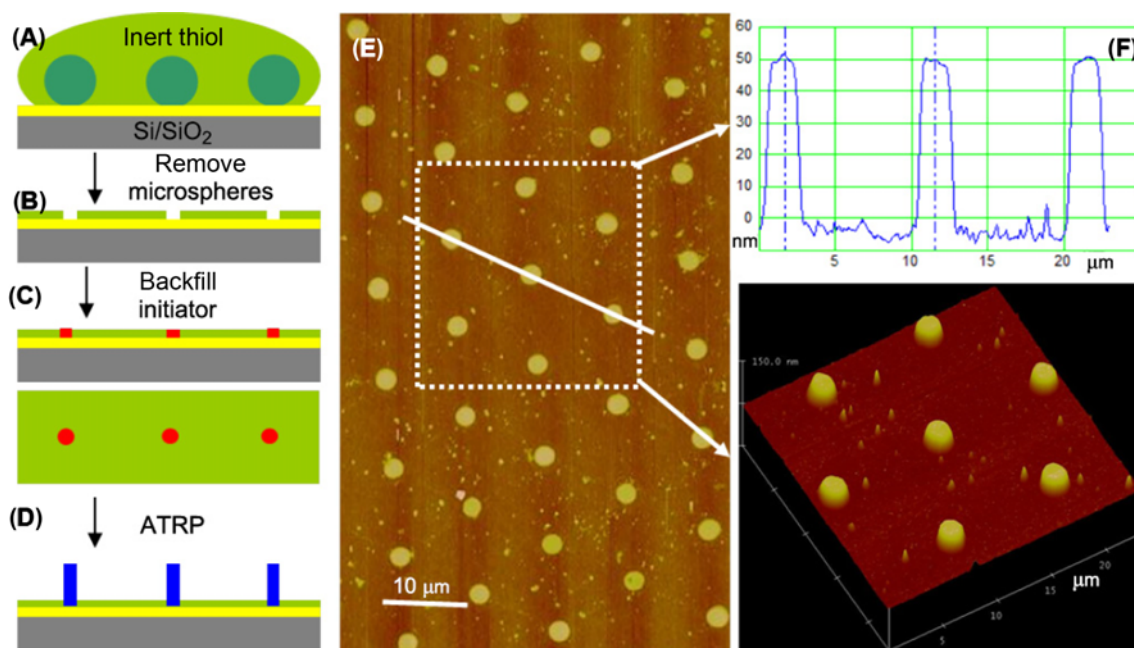 (A)
Inert thiol
Si/SiO₂
Remove
microspheres
(B)
Backfill
initiator
(C)
ATRP
(D)
(E)
10 μm
(F)
60
50
40
30
20
10
0
nm
5
10
15
20
μm
150.0 nm
5
10
15
20
μm